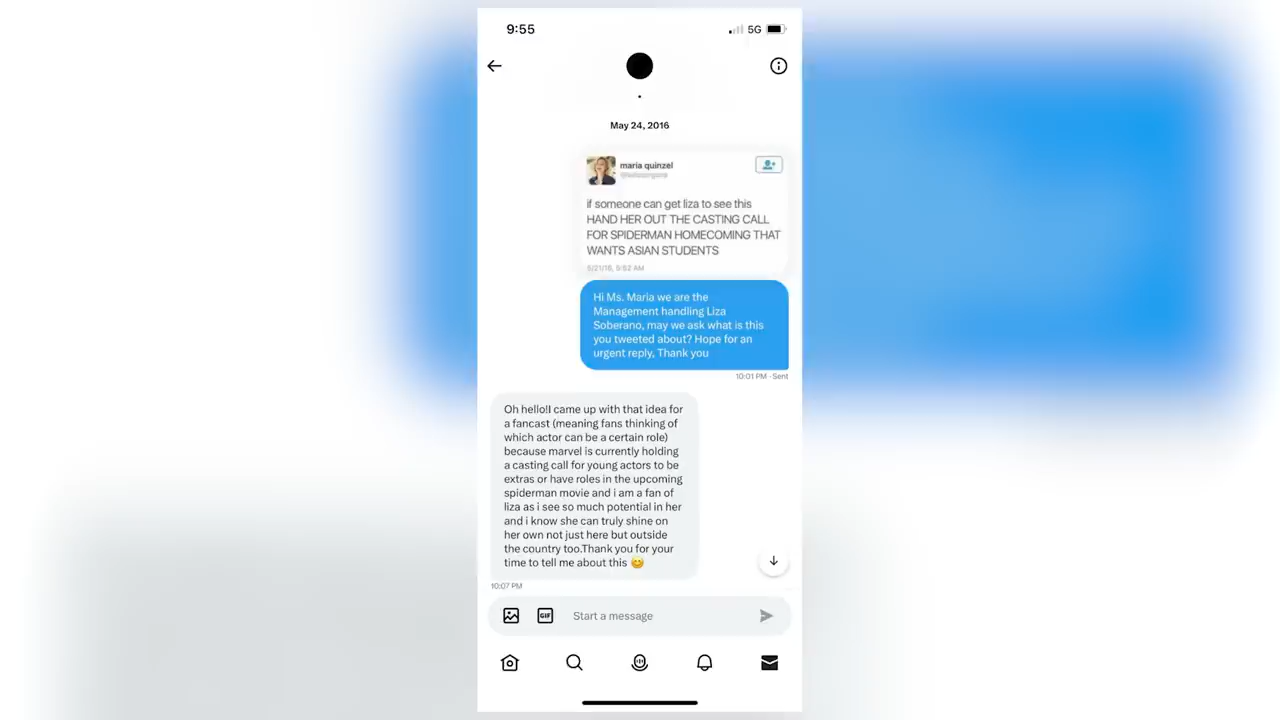 9:55
5G
May 24, 2016
maria quinzel
if someone can get liza to see this
HAND HER OUT THE CASTING CALL
FOR SPIDERMAN HOMECOMING THAT
WANTS ASIAN STUDENTS
5/21/16, 9:52 AM
Hi Ms. Maria we are the
Management handling Liza
Soberano, may we ask what is this
you tweeted about? Hope for an
urgent reply, Thank you
10:01 PM · Sent
Oh hello!I came up with that idea for
a fancast (meaning fans thinking of
which actor can be a certain role)
because marvel is currently holding
a casting call for young actors to be
extras or have roles in the upcoming
spiderman movie and i am a fan of
liza as i see so much potential in her
and i know she can truly shine on
her own not just here but outside
the country too.Thank you for your
time to tell me about this
10:07 PM
GIF
Start a message